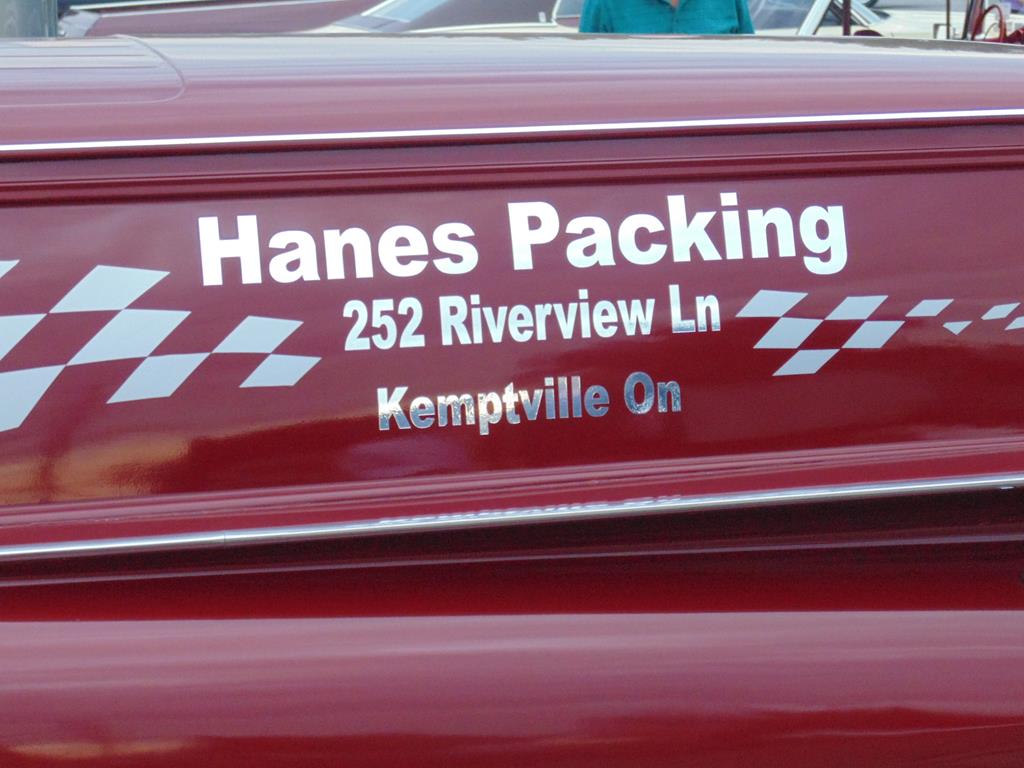 Hanes Packing
252 Riverview Ln
Kemptville On